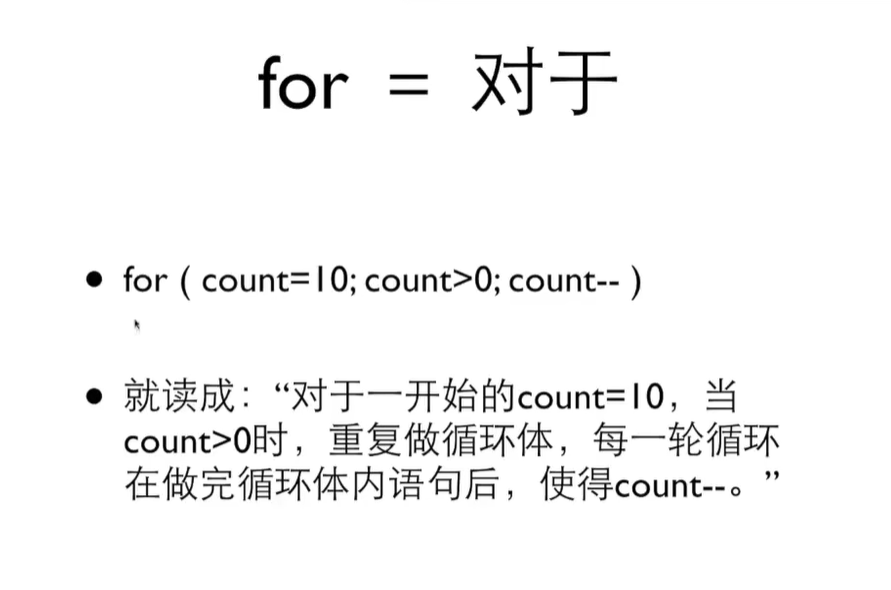 for = 对于
• for ( count=10; count>0; count-- )
• 就读成：“对于一开始的count=10，当
count>0时，重复做循环体，每一轮循环
在做完循环体内语句后，使得count--。”